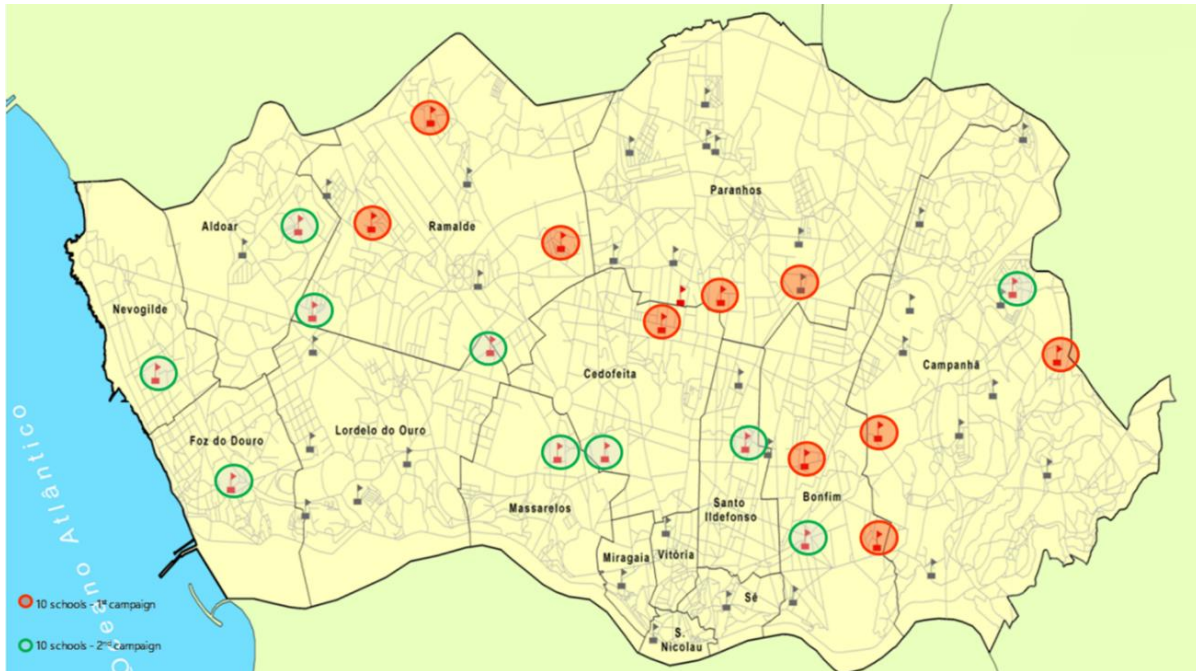 Paranhos
Aldoar
Ramalde
Nevogilde
Cedofeita
Campanhã
Foz do Douro
Lordelo do Ouro
Bonfim
Santo
Ildefonso
Massarelos
Miragaia
Vitória
Sé
S.
Nicolau
Oceano Atlântico
10 schools - 1st campaign
10 schools - 2nd campaign